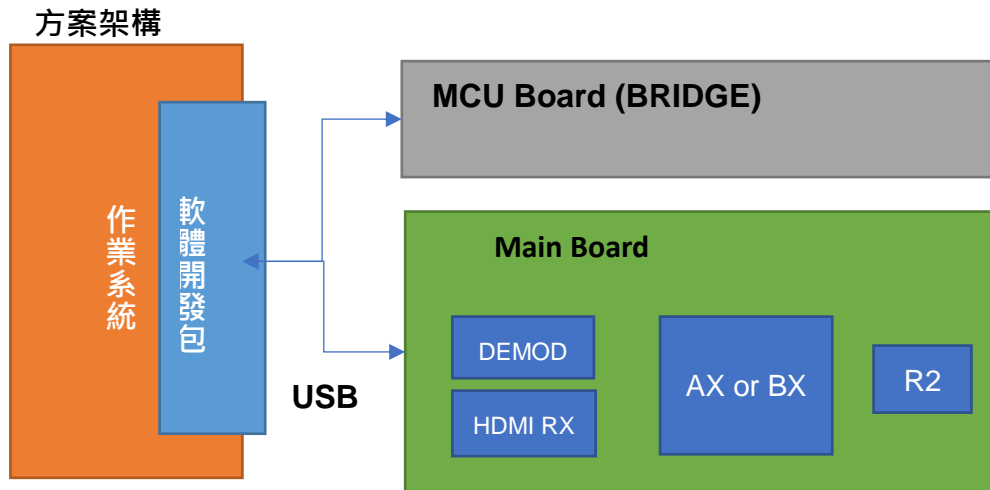 方案架構
作業系統
軟體開發包
USB
MCU Board (BRIDGE)
Main Board
DEMOD
HDMI RX
AX or BX
R2